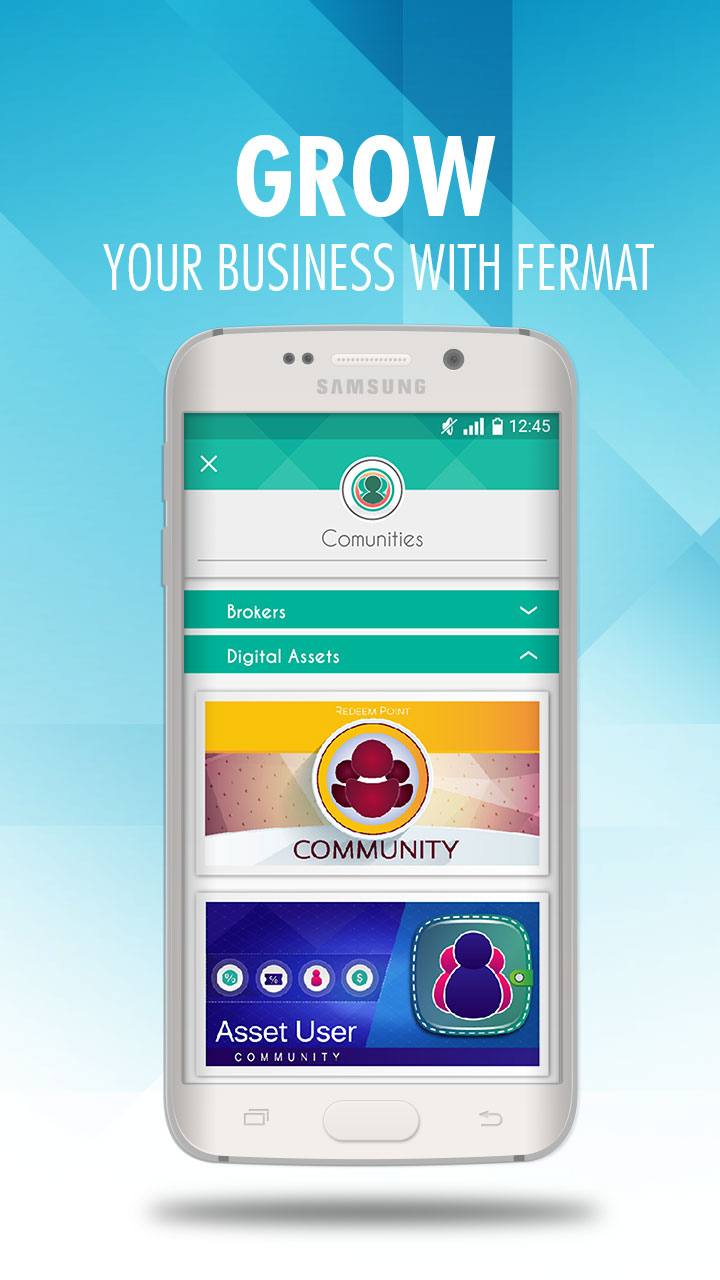 GROW
YOUR BUSINESS WITH FERMAT
SAMSUNG
12:45
Comunities
Brokers
Digital Assets
REDEEM POINT
COMMUNITY
% % $
Asset User
COMMUNITY